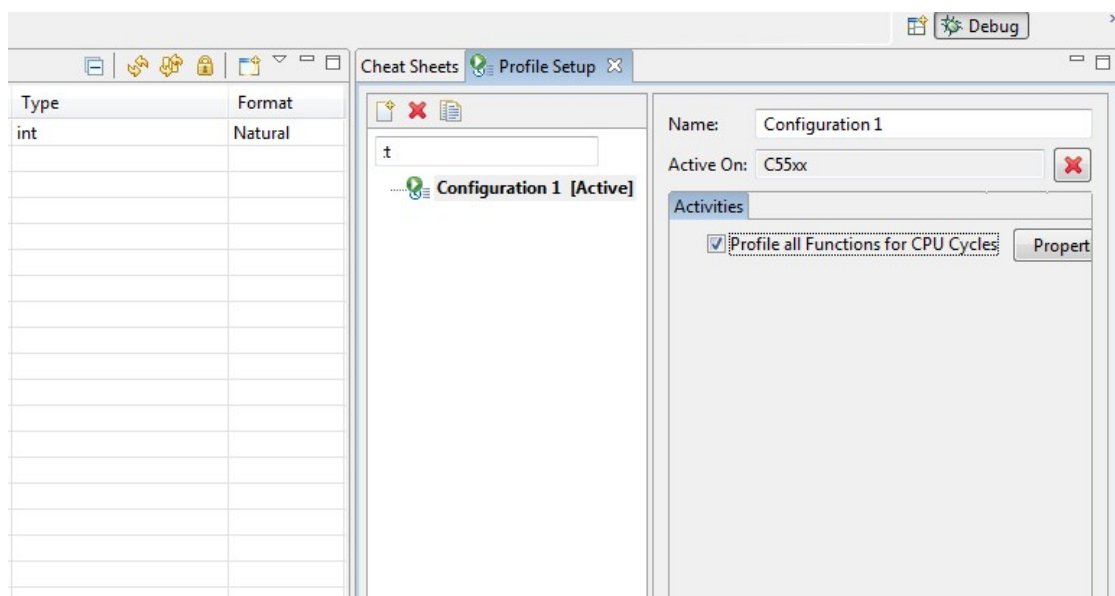 Debug
Cheat Sheets Profile Setup
Type Format
int Natural
Name: Configuration 1
t
Active On: C55xx
Configuration 1 [Active]
Activities
Profile all Functions for CPU Cycles Propert